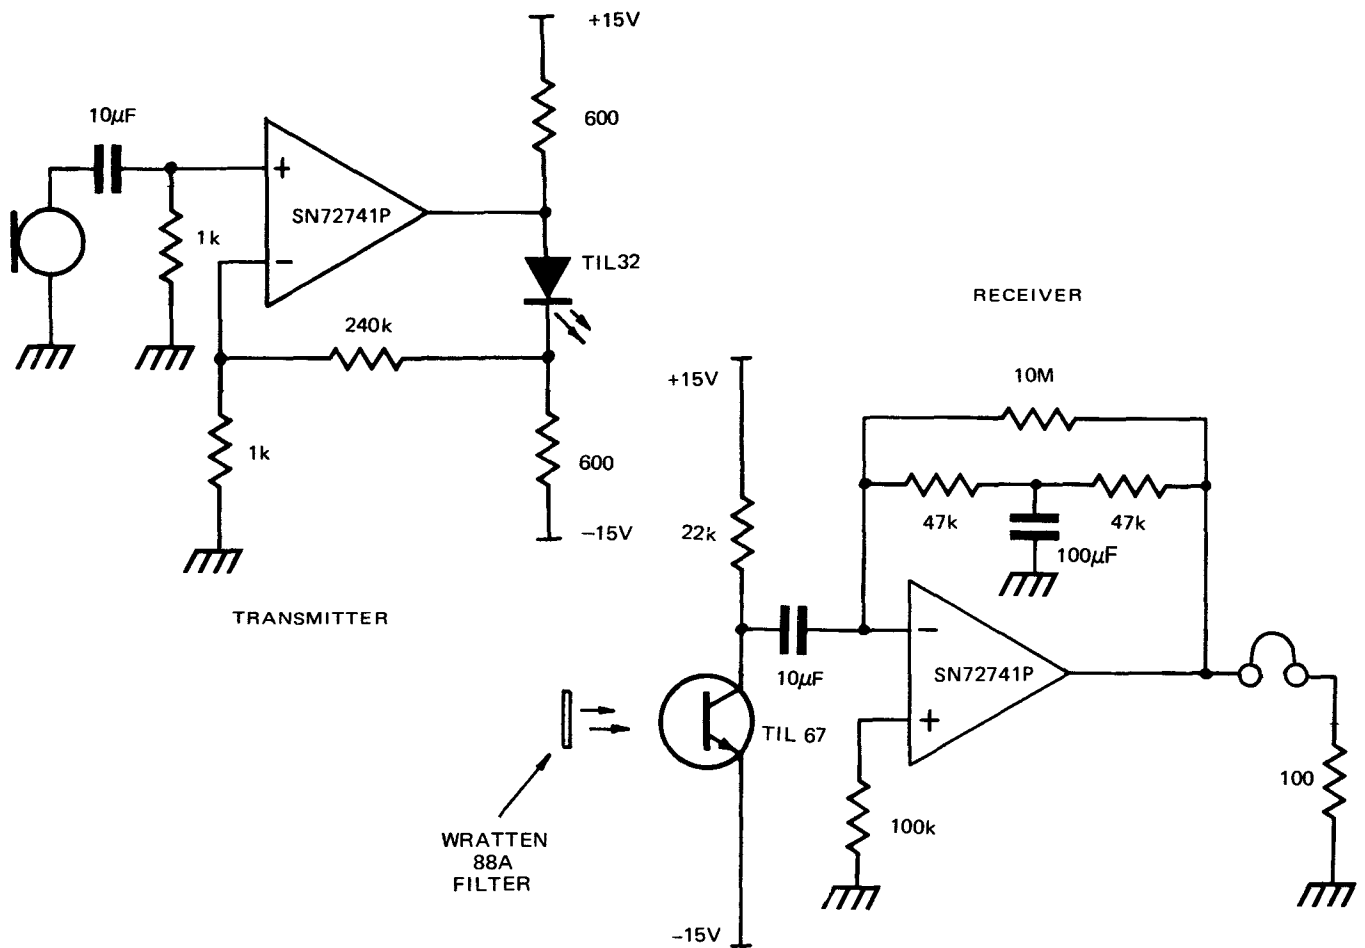 +15V
600
10µF
+
SN72741P
1k
−
TIL32
240k
1k
600
−15V
TRANSMITTER
RECEIVER
+15V
10M
22k
47k
47k
100µF
10µF
−
SN72741P
+
TIL 67
100k
100
WRATTEN
88A
FILTER
−15V